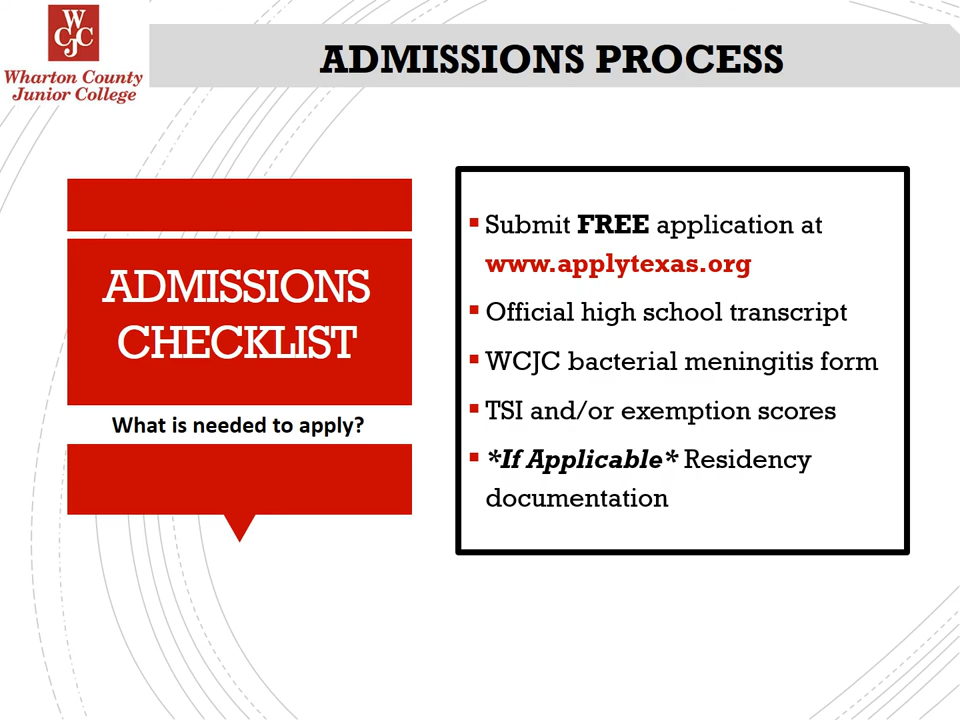 W
CJC
Wharton County
Junior College
ADMISSIONS PROCESS
ADMISSIONS
CHECKLIST
What is needed to apply?
▪ Submit FREE application at
www.applytexas.org
▪ Official high school transcript
▪ WCJC bacterial meningitis form
▪ TSI and/or exemption scores
▪ *If Applicable* Residency
documentation